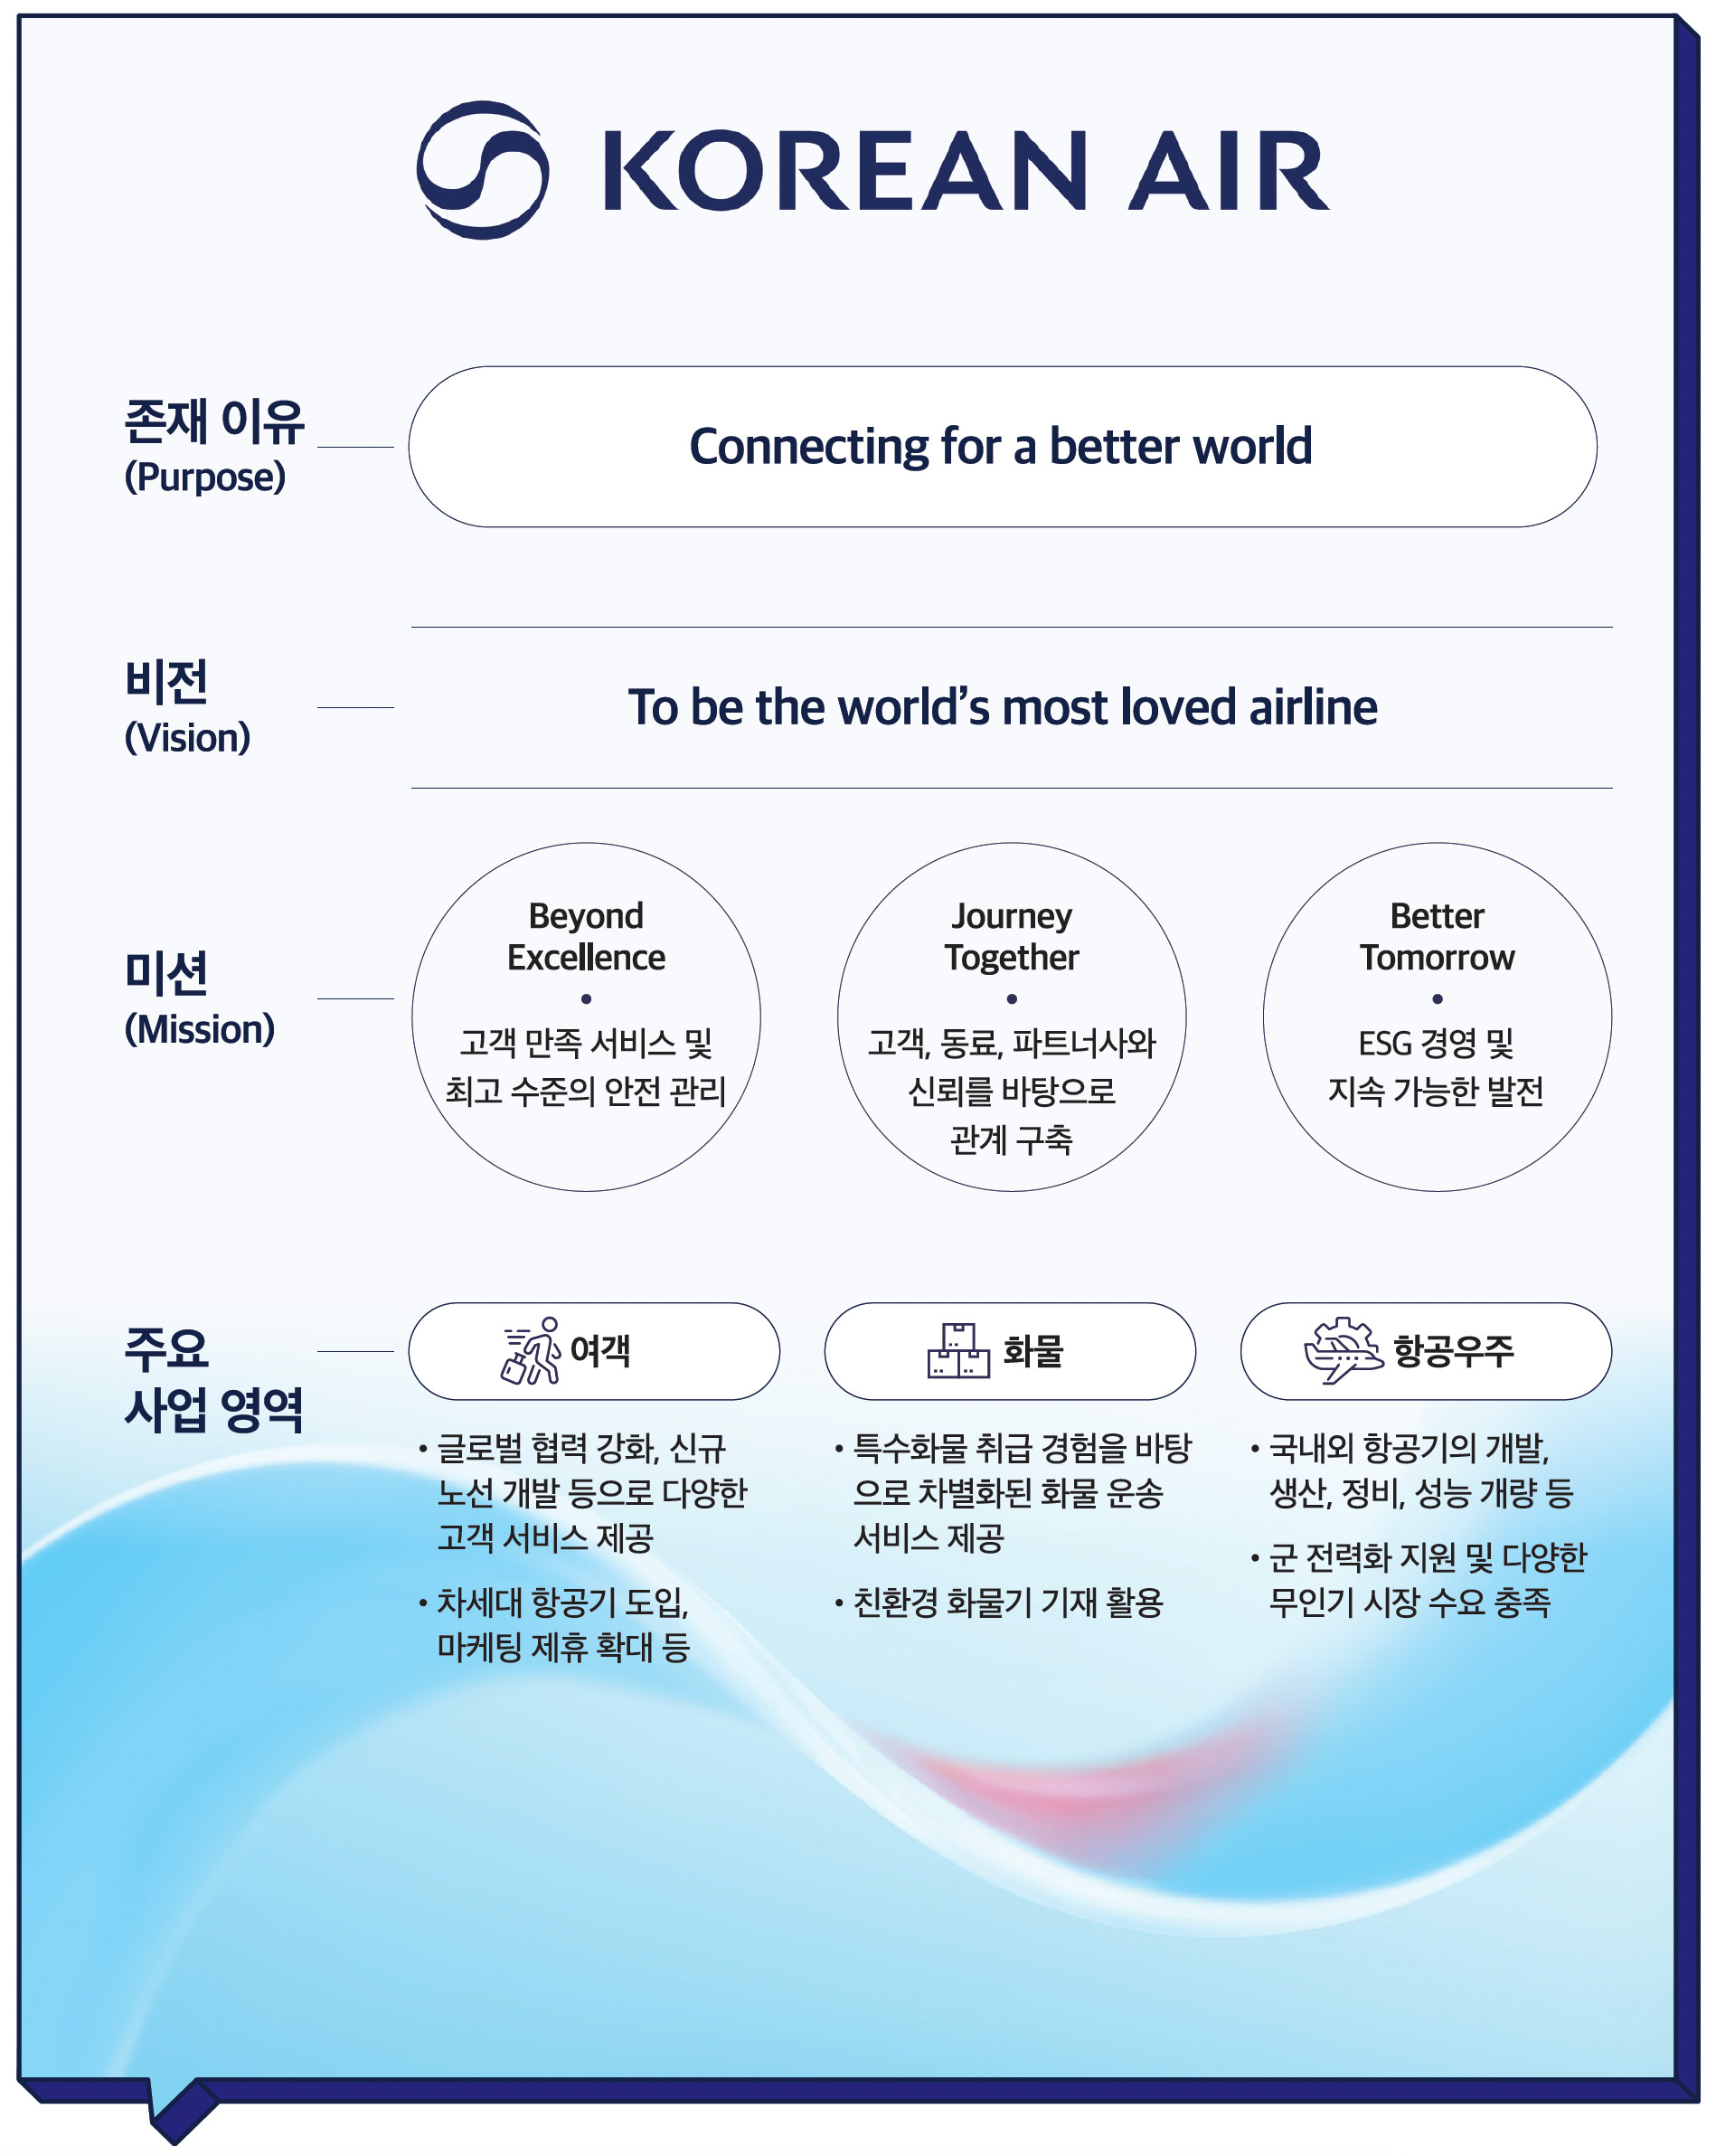 KOREAN AIR
존재 이유
(Purpose)
Connecting for a better world
비전
(Vision)
To be the world's most loved airline
미션
(Mission)
Beyond
Excellence
고객 만족 서비스 및
최고 수준의 안전 관리
Journey
Together
고객, 동료, 파트너사와
신뢰를 바탕으로
관계 구축
Better
Tomorrow
ESG 경영 및
지속 가능한 발전
주요
사업 영역
여객
• 글로벌 협력 강화, 신규
노선 개발 등으로 다양한
고객 서비스 제공
• 차세대 항공기 도입,
마케팅 제휴 확대 등
화물
• 특수화물 취급 경험을 바탕
으로 차별화된 화물 운송
서비스 제공
• 친환경 화물기 기재 활용
항공우주
• 국내외 항공기의 개발,
생산, 정비, 성능 개량 등
• 군 전력화 지원 및 다양한
무인기 시장 수요 충족